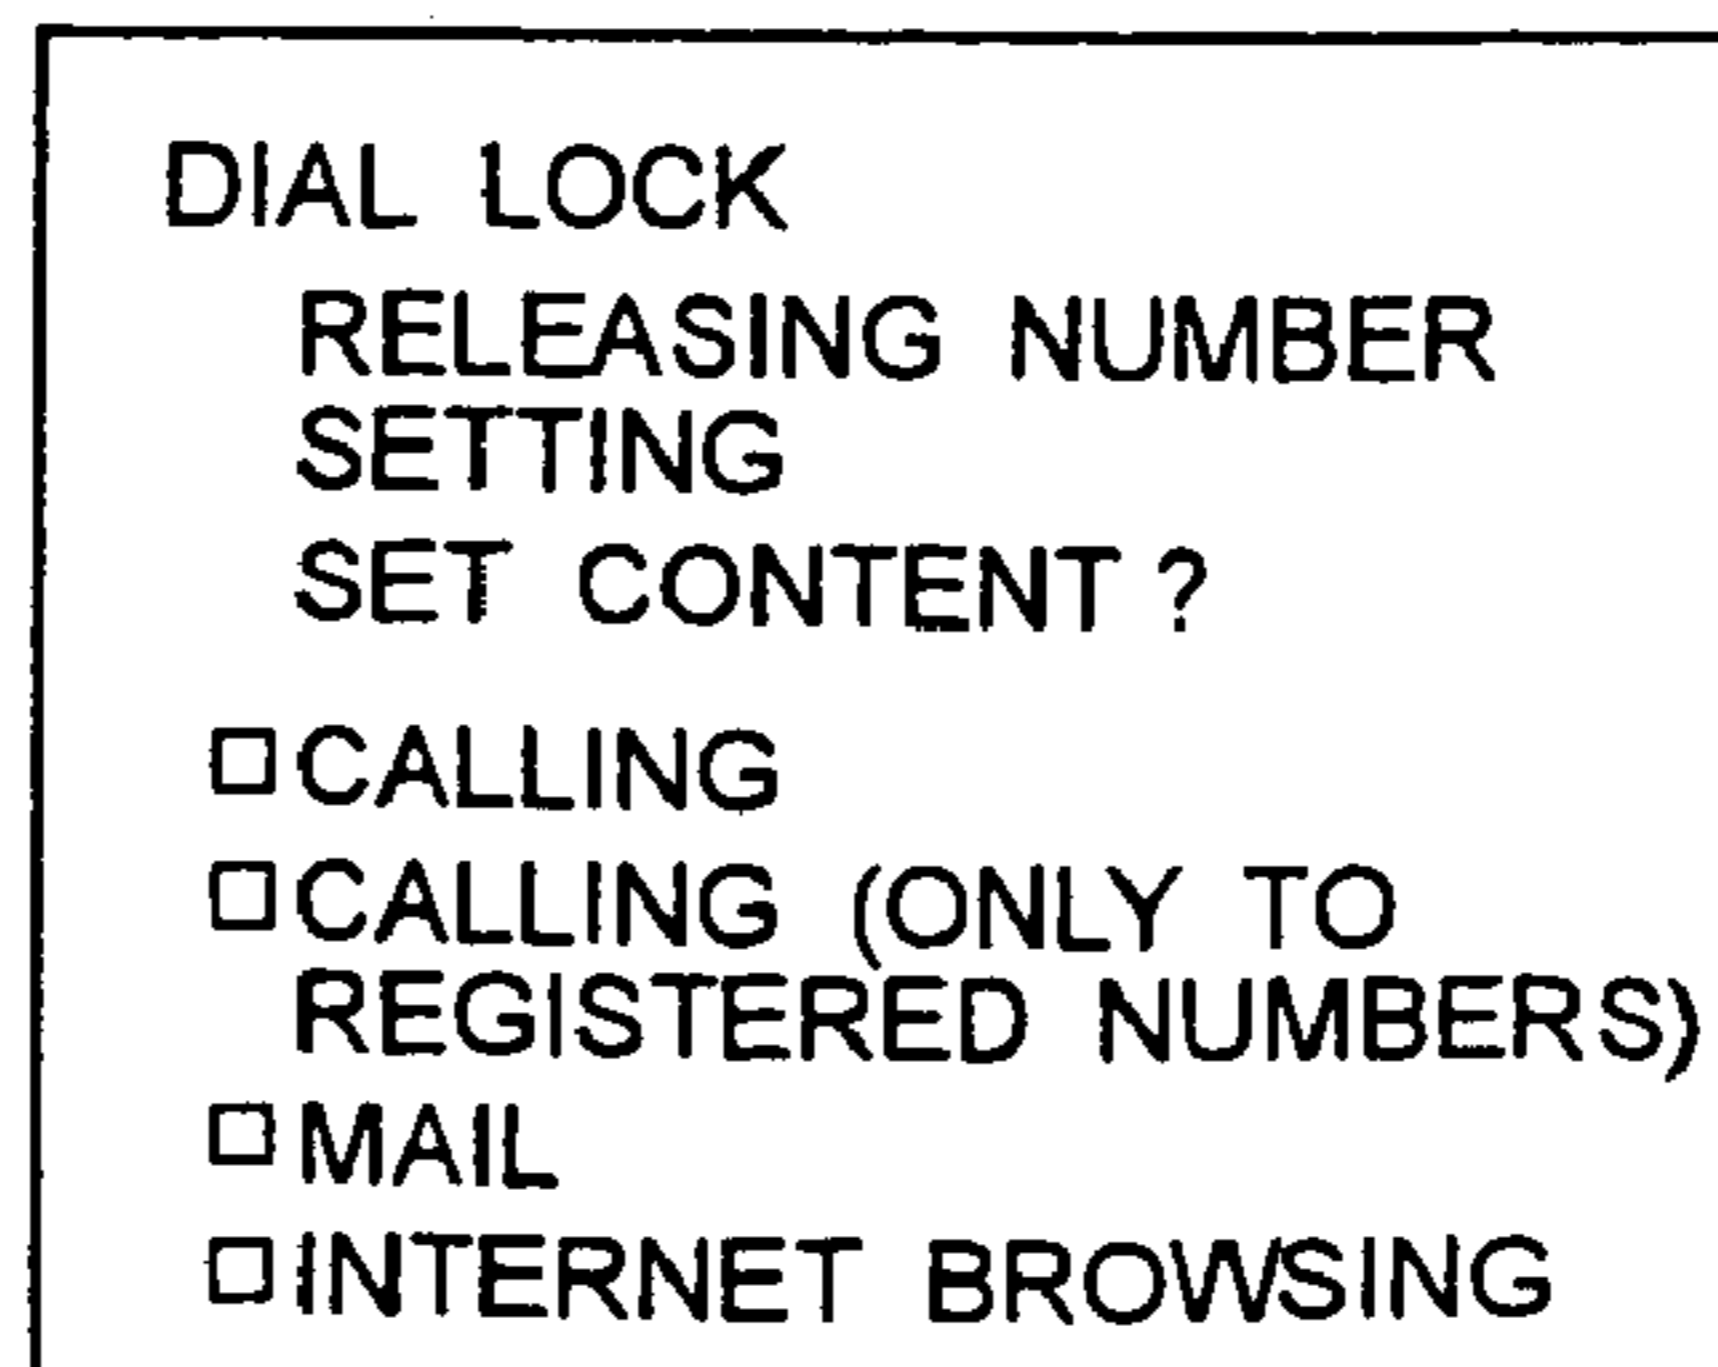 DIAL LOCK
RELEASING NUMBER
SETTING
SET CONTENT ?
□CALLING
□CALLING (ONLY TO
REGISTERED NUMBERS)
□MAIL
□INTERNET BROWSING